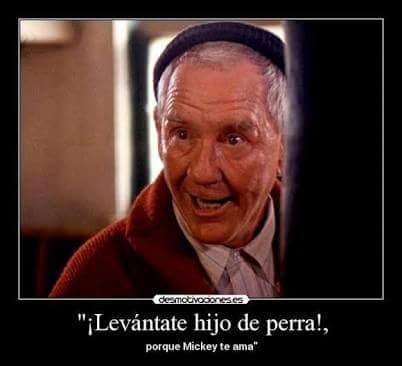 desmotivaciones.es
"¡Levántate hijo de perra!,
porque Mickey te ama"